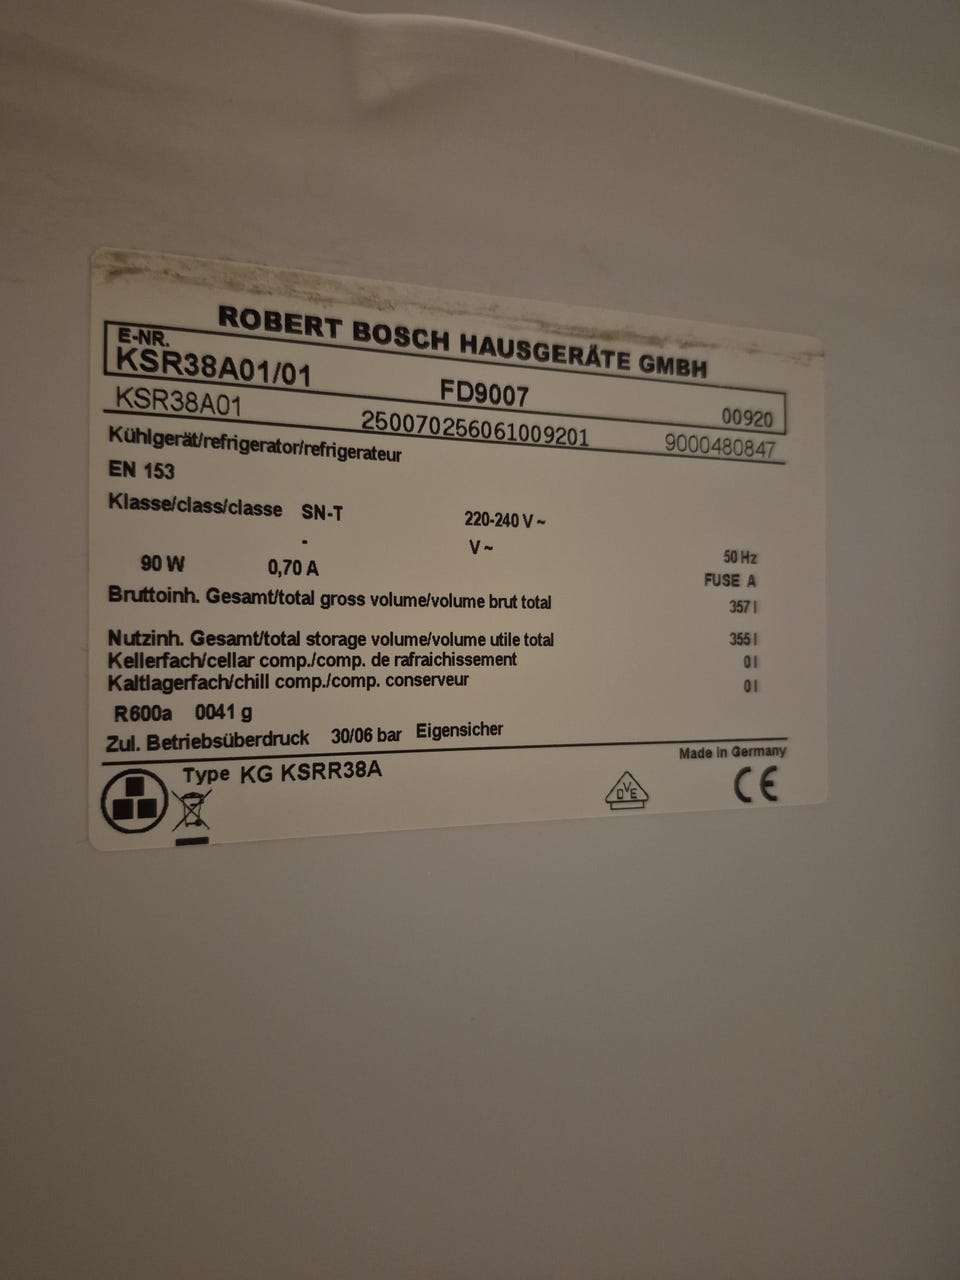 ROBERT BOSCH HAUSGERÄTE GMBH
E-NR.
KSR38A01/01 FD9007 00920
KSR38A01 250070256061009201 9000480847
Kühlgerät/refrigerator/refrigerateur
EN 153
Klasse/class/classe SN-T 220-240 V ~
- V ~ 50 Hz
90 W 0,70 A FUSE A
Bruttoinh. Gesamt/total gross volume/volume brut total 357 l
Nutzinh. Gesamt/total storage volume/volume utile total 355 l
Kellerfach/cellar comp./comp. de rafraichissement 0 l
Kaltlagerfach/chill comp./comp. conserveur 0 l
R600a 0041 g
Zul. Betriebsüberdruck 30/06 bar Eigensicher
Made in Germany
Type KG KSRR38A
DVE CE